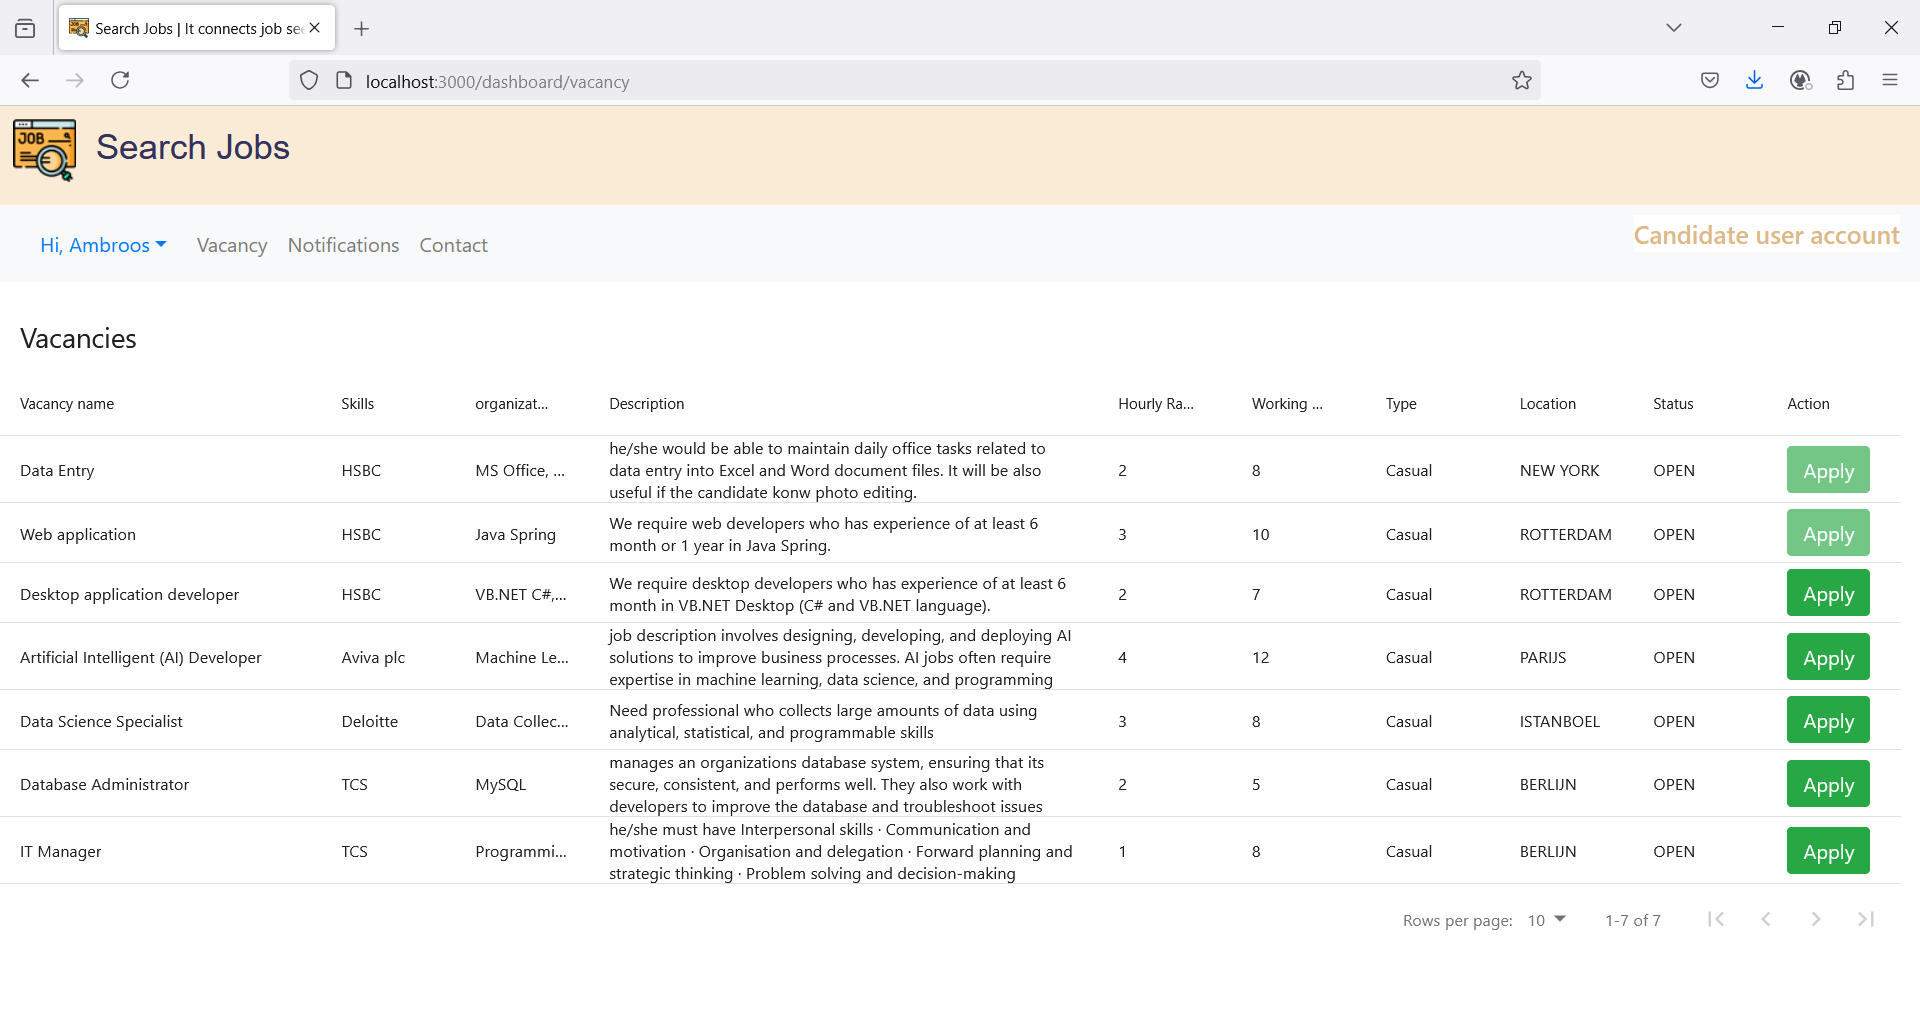 Search Jobs | It connects job see
localhost:3000/dashboard/vacancy
JOB
Search Jobs
Hi, Ambroos Vacancy Notifications Contact
Candidate user account
Vacancies
Vacancy name Skills organizat... Description Hourly Ra... Working ... Type Location Status Action
Data Entry HSBC MS Office, ... he/she would be able to maintain daily office tasks related to
data entry into Excel and Word document files. It will be also
useful if the candidate konw photo editing. 2 8 Casual NEW YORK OPEN Apply
Web application HSBC Java Spring We require web developers who has experience of at least 6
month or 1 year in Java Spring. 3 10 Casual ROTTERDAM OPEN Apply
Desktop application developer HSBC VB.NET C#,... We require desktop developers who has experience of at least 6
month in VB.NET Desktop (C# and VB.NET language). 2 7 Casual ROTTERDAM OPEN Apply
Artificial Intelligent (AI) Developer Aviva plc Machine Le... job description involves designing, developing, and deploying AI
solutions to improve business processes. AI jobs often require
expertise in machine learning, data science, and programming 4 12 Casual PARIJS OPEN Apply
Data Science Specialist Deloitte Data Collec... Need professional who collects large amounts of data using
analytical, statistical, and programmable skills 3 8 Casual ISTANBOEL OPEN Apply
Database Administrator TCS MySQL manages an organizations database system, ensuring that its
secure, consistent, and performs well. They also work with
developers to improve the database and troubleshoot issues 2 5 Casual BERLIJN OPEN Apply
IT Manager TCS Programmi... he/she must have Interpersonal skills · Communication and
motivation · Organisation and delegation · Forward planning and
strategic thinking · Problem solving and decision-making 1 8 Casual BERLIJN OPEN Apply
Rows per page: 10 1-7 of 7